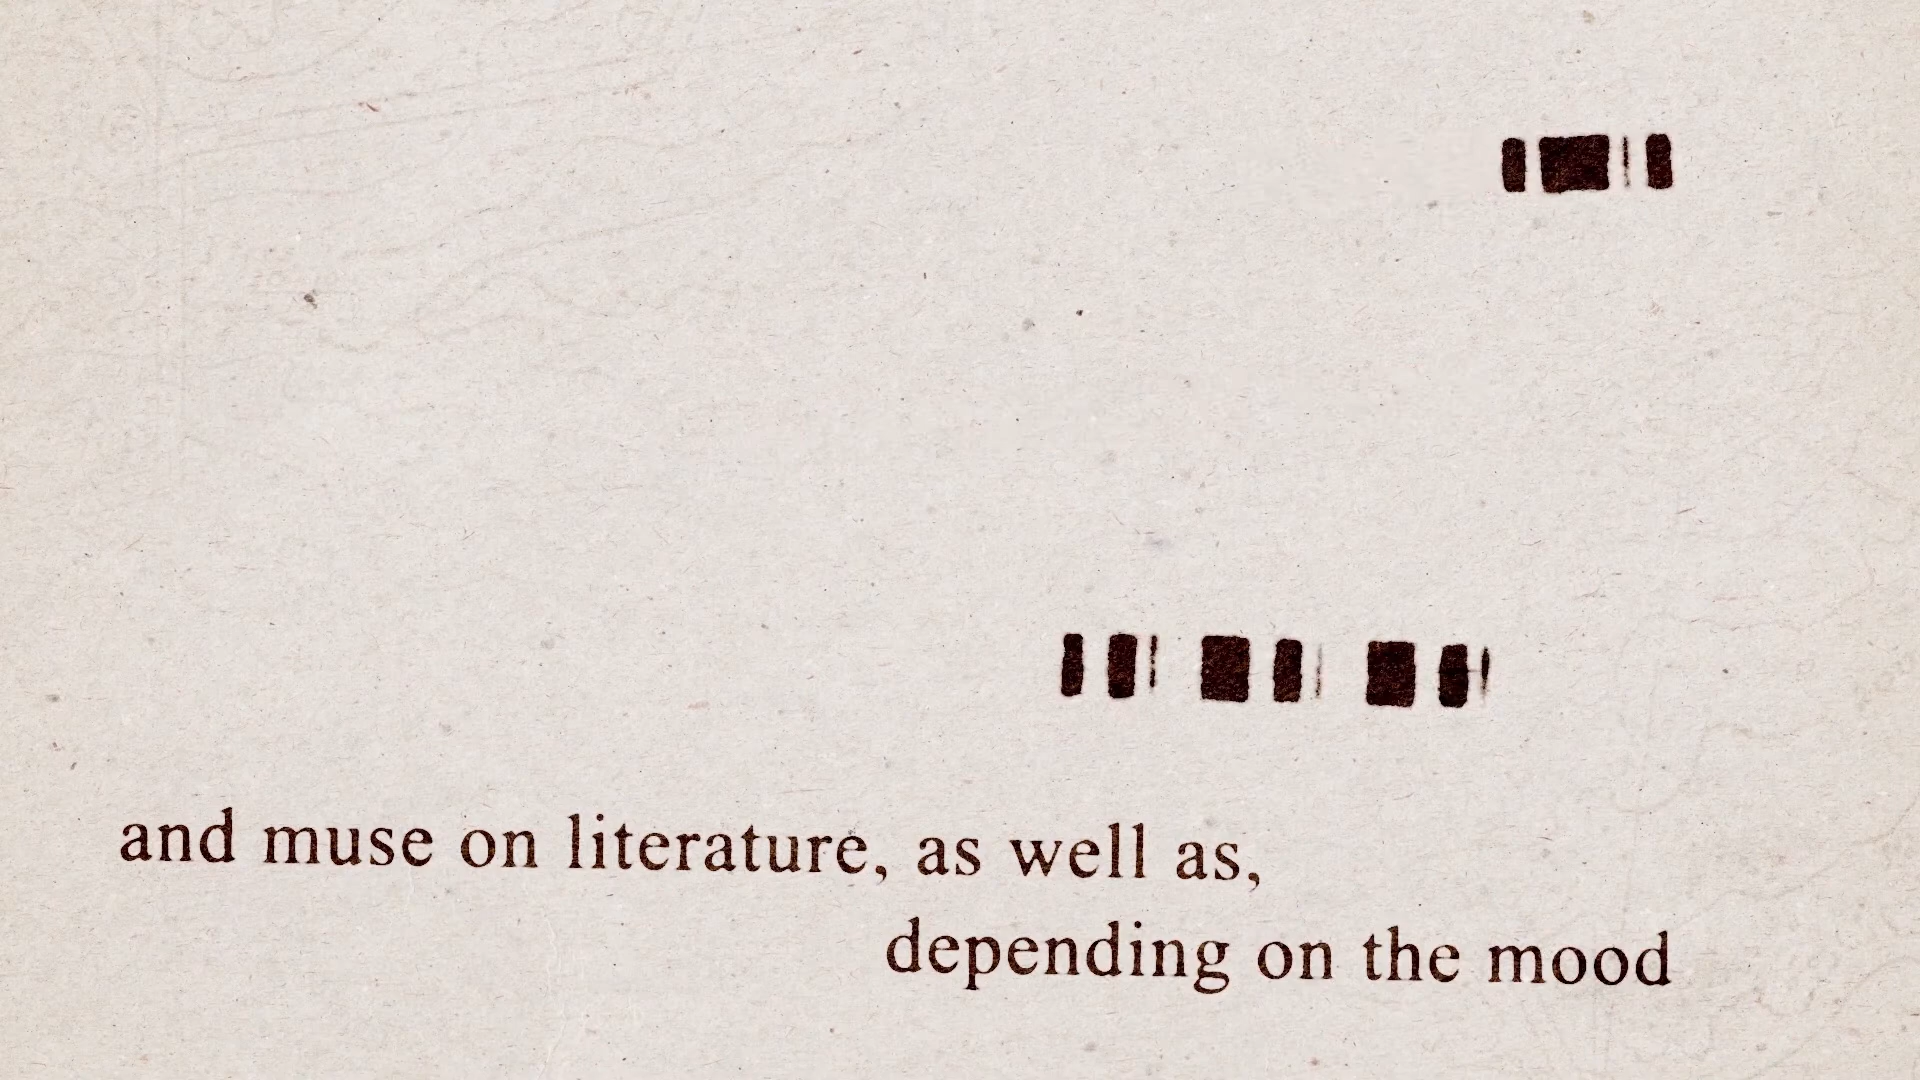 and muse on literature, as well as,
depending on the mood